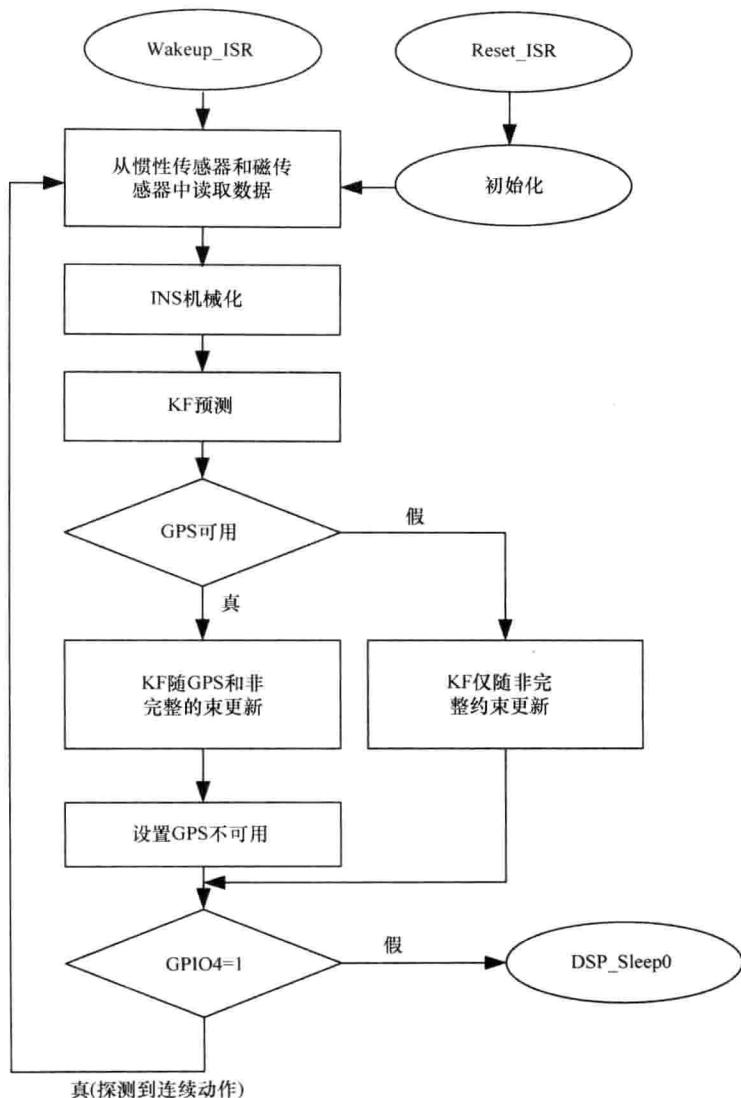 Wakeup_ISR
Reset_ISR
从惯性传感器和磁传
感器中读取数据
初始化
INS机械化
KF预测
GPS可用
假
真
KF随GPS和非
完整的束更新
KF仅随非完
整约束更新
设置GPS不可用
GPIO4=1
假
DSP_Sleep0
真(探测到连续动作)